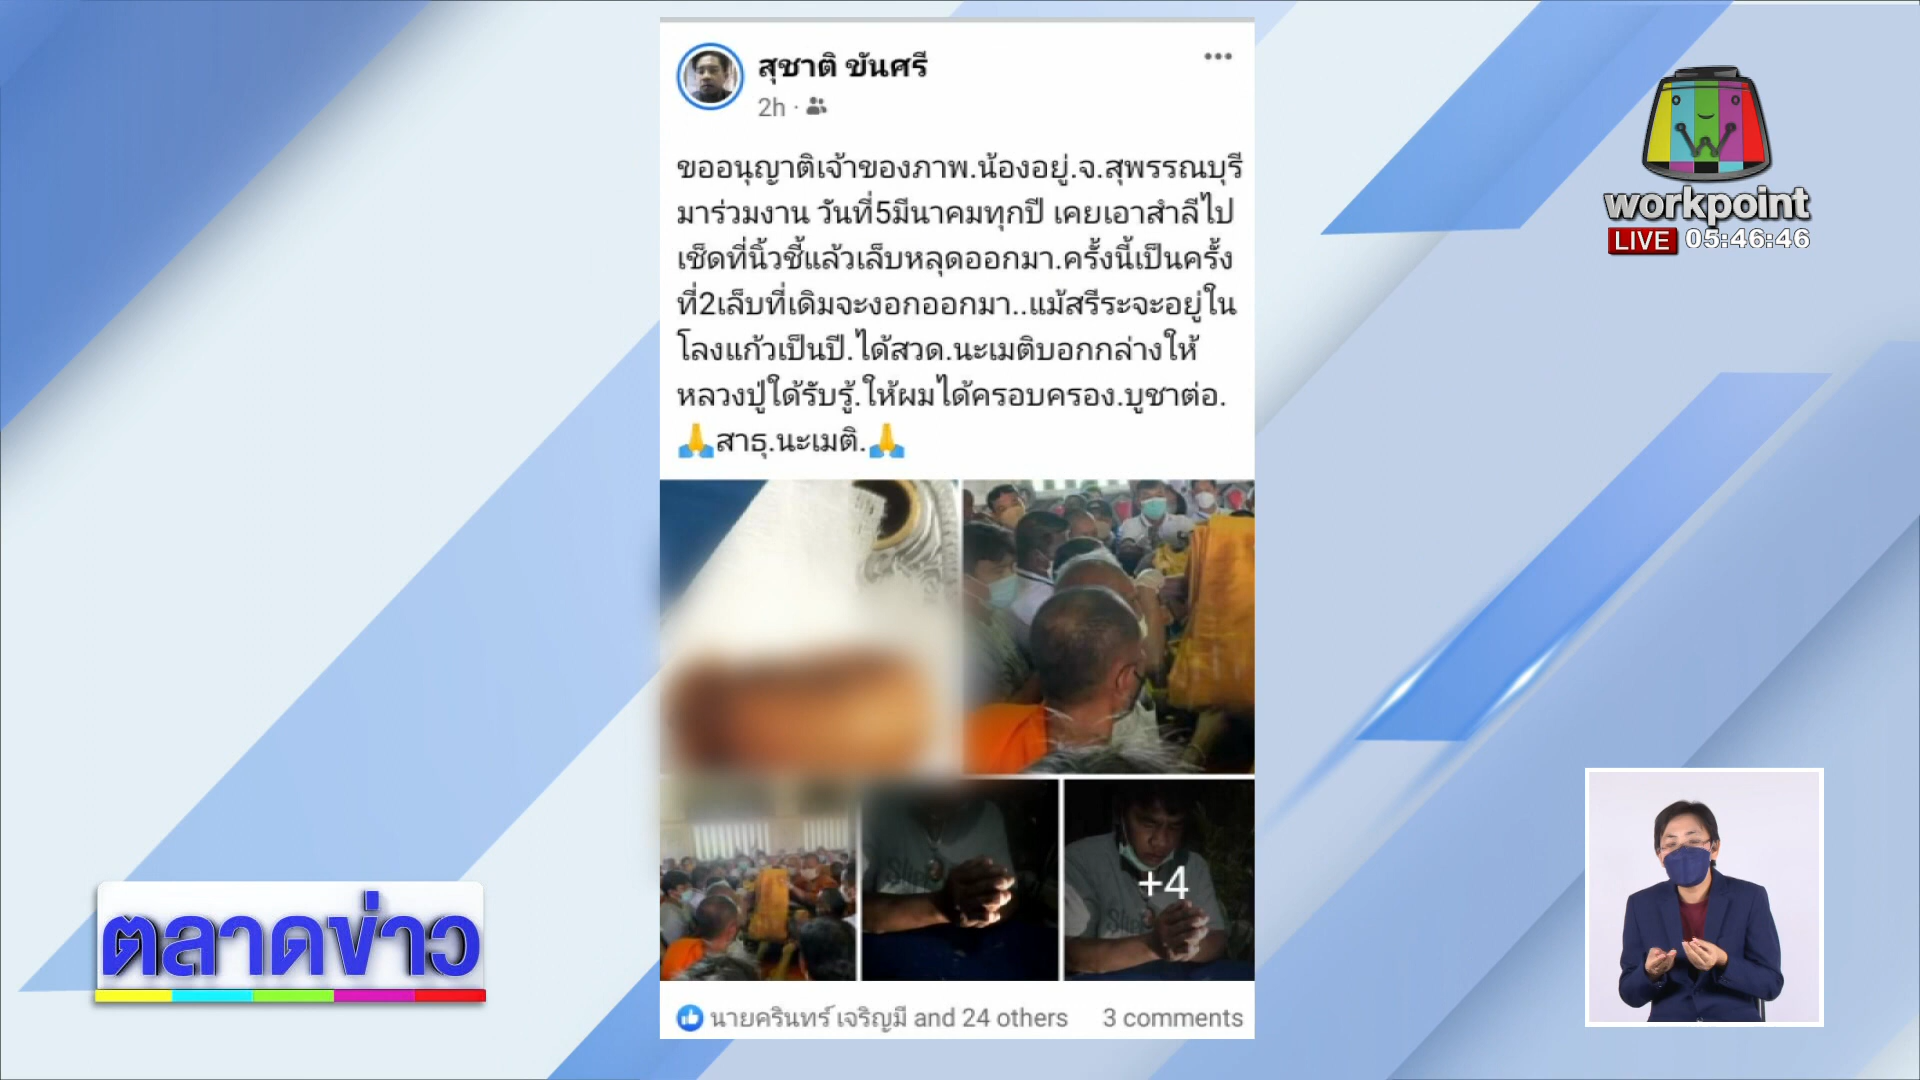 สุชาติ ขันศรี
2h ·
ขออนุญาติเจ้าของภาพ.น้องอยู่.จ.สุพรรณบุรี
มาร่วมงาน วันที่5มีนาคมทุกปี เคยเอาสำลีไป
เช็ดที่นิ้วชี้แล้วเล็บหลุดออกมา.ครั้งนี้เป็นครั้ง
ที่2เล็บที่เดิมจะงอกออกมา..แม้สรีระจะอยู่ใน
โลงแก้วเป็นปี.ได้สวด.นะเมติบอกกล่างให้
หลวงปู่ใด้รับรู้.ให้ผมได้ครอบครอง.บูชาต่อ.
🙏สาธุ.นะเมติ.🙏
+4
นายครินทร์ เจริญมี and 24 others 3 comments
workpoint
LIVE 05:46:46
ตลาดข่าว